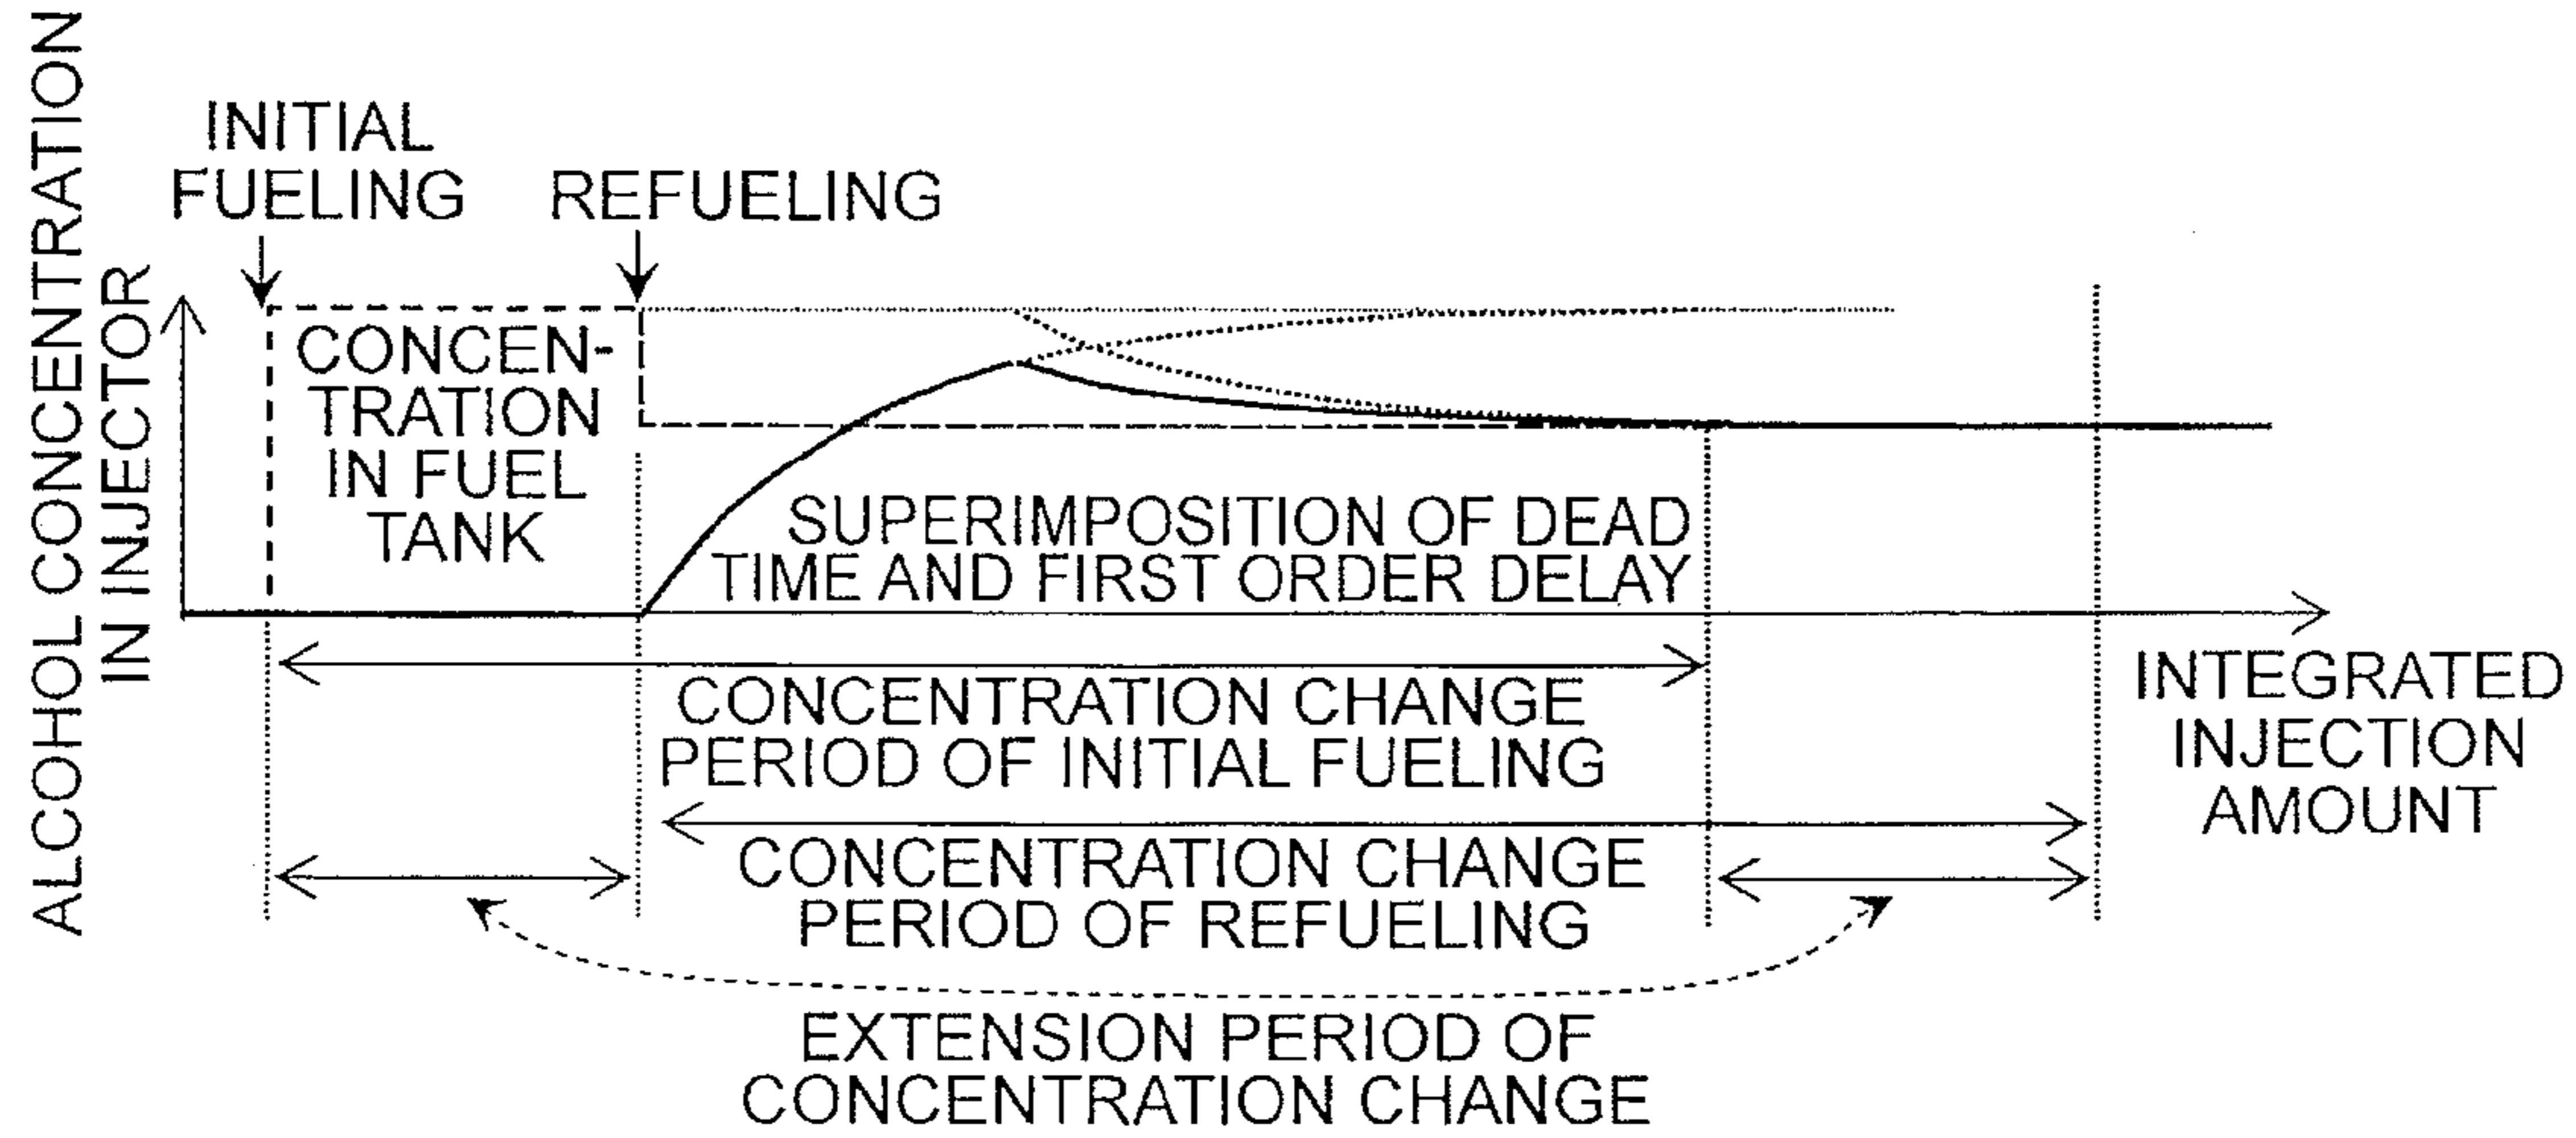 ALCOHOL CONCENTRATION
IN INJECTOR
INITIAL
FUELING
REFUELING
CONCEN-
TRATION
IN FUEL
TANK
SUPERIMPOSITION OF DEAD
TIME AND FIRST ORDER DELAY
CONCENTRATION CHANGE
PERIOD OF INITIAL FUELING
INTEGRATED
INJECTION
AMOUNT
CONCENTRATION CHANGE
PERIOD OF REFUELING
EXTENSION PERIOD OF
CONCENTRATION CHANGE